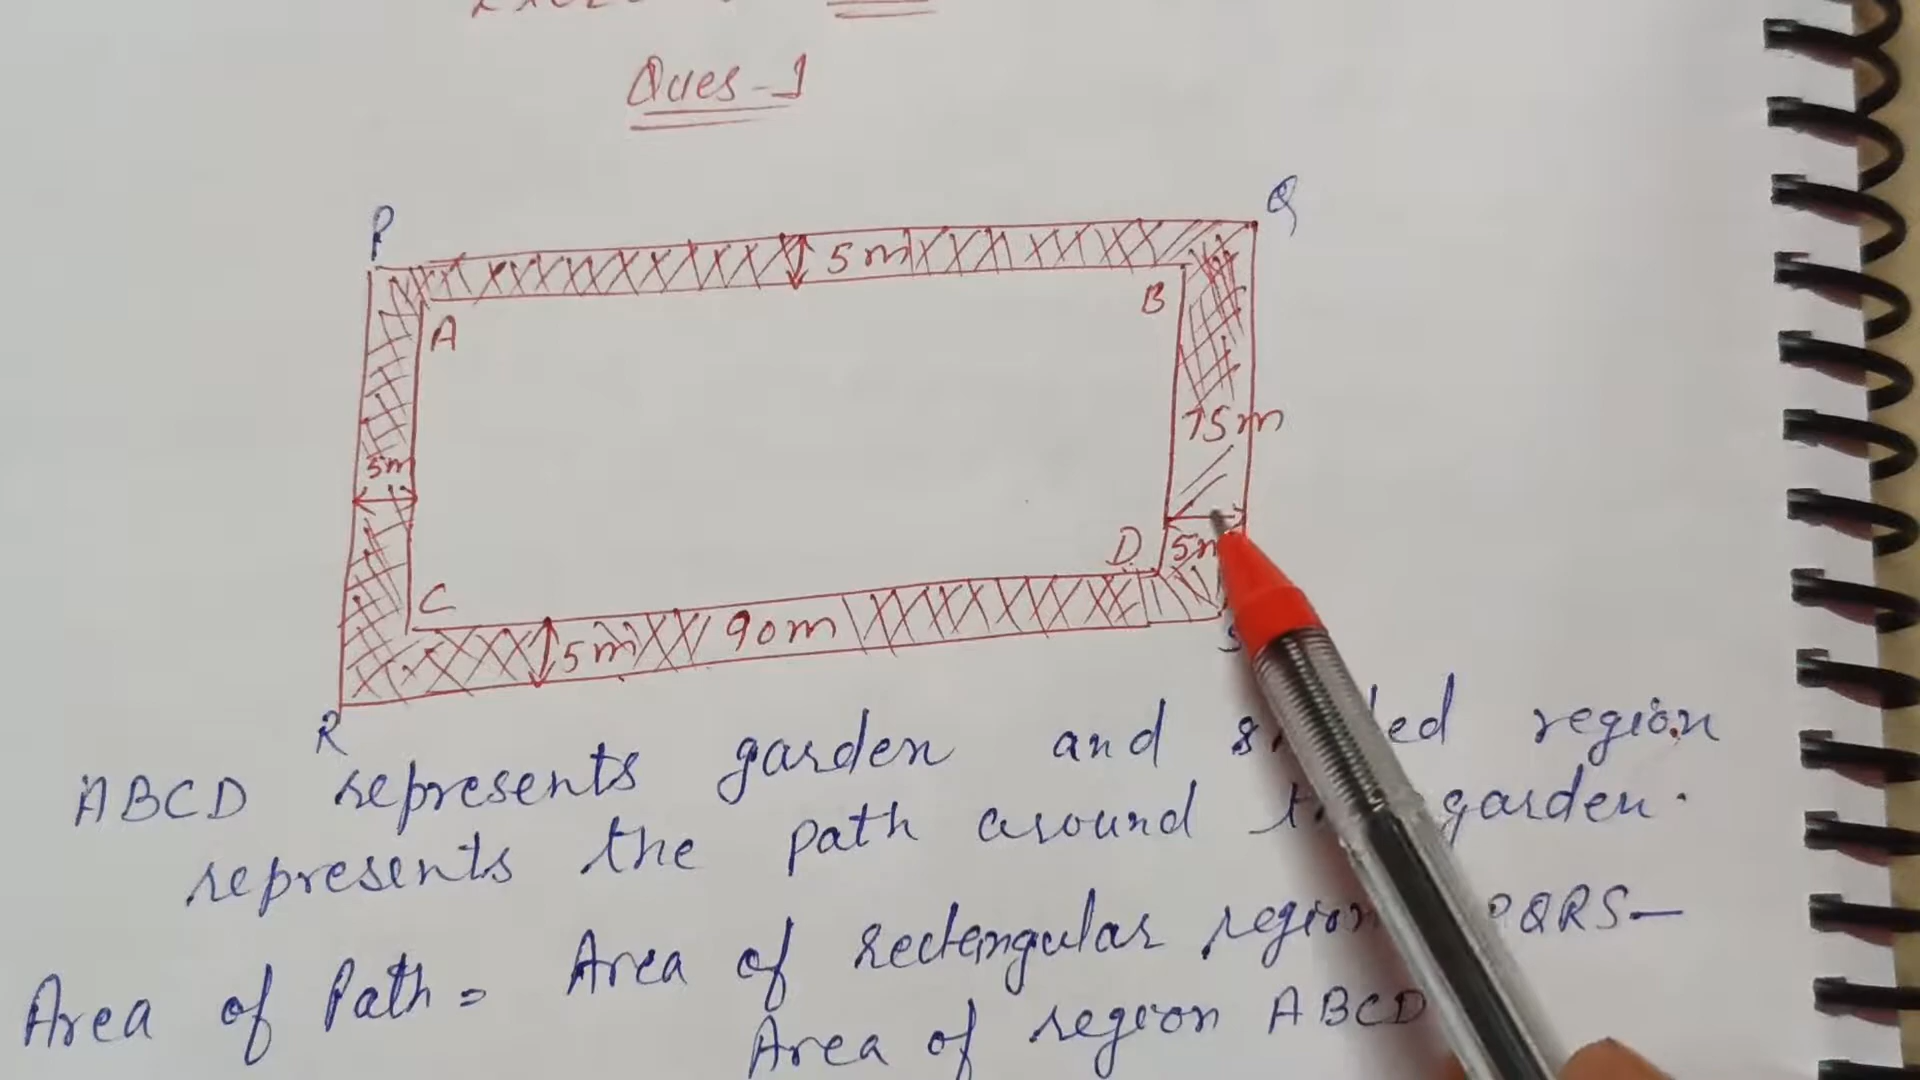 Ques-1
P
Q
5m
A
B
75m
5m
D
5m
C
5m 90m
S
R
ABCD represents garden and region
represents the path around garden.
Area of Path = Area of rectangular region PQRS-
Area of region ABCD